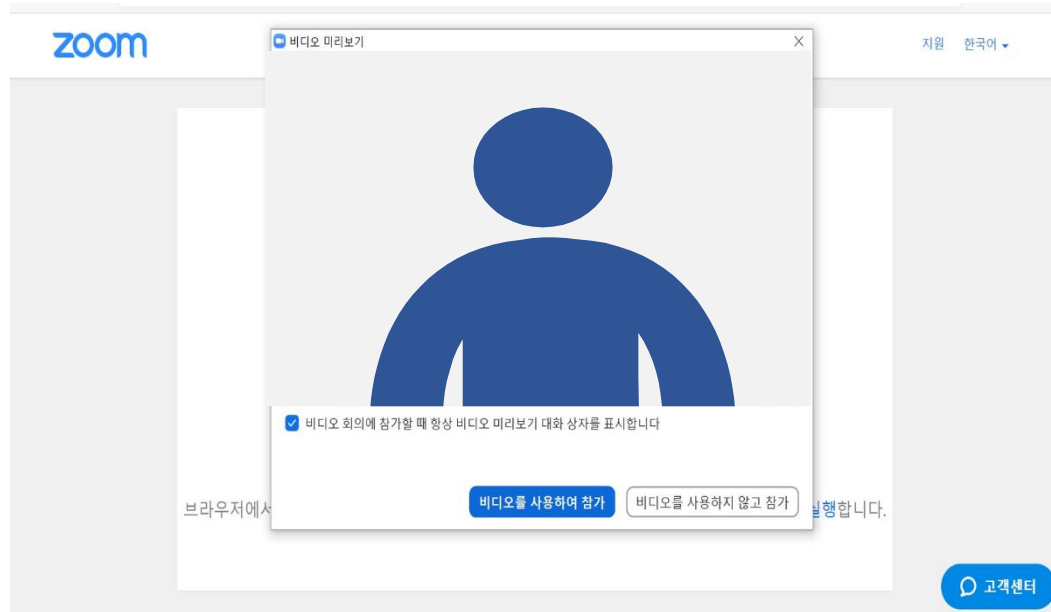 zoom
지원 한국어
비디오 미리보기
비디오 회의에 참가할 때 항상 비디오 미리보기 대화 상자를 표시합니다
비디오를 사용하여 참가 비디오를 사용하지 않고 참가
브라우저에서 실행합니다.
고객센터